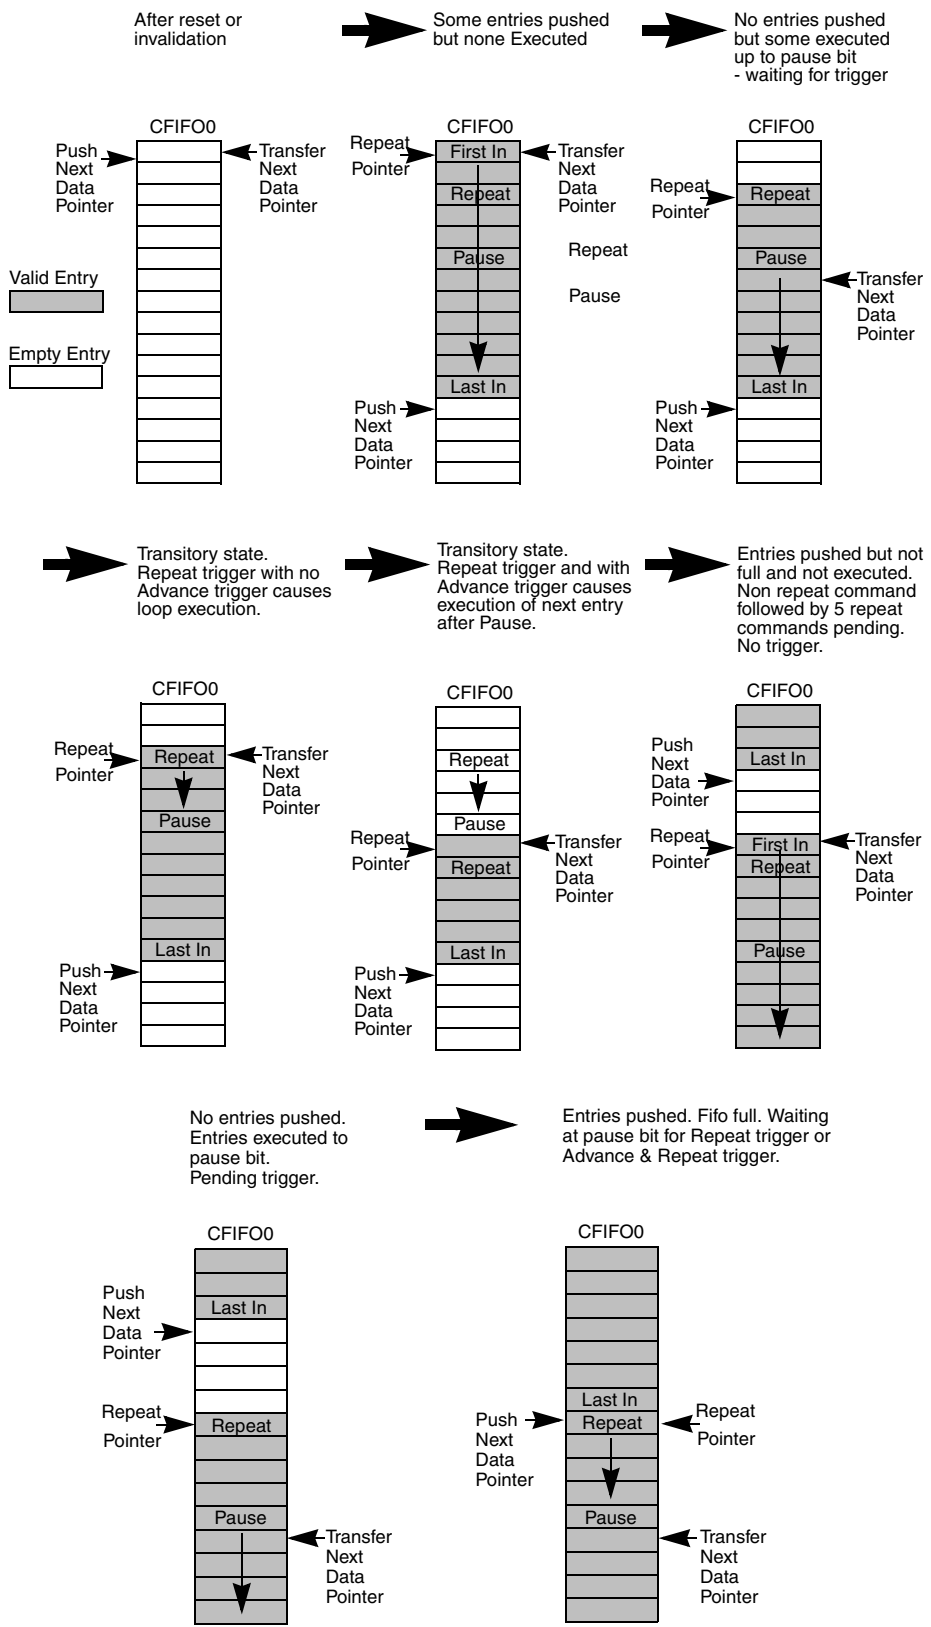 After reset or
invalidation
Some entries pushed
but none Executed
No entries pushed
but some executed
up to pause bit
- waiting for trigger
CFIFO0
Push
Next
Data
Pointer
Transfer
Next
Data
Pointer
Valid Entry
Empty Entry
CFIFO0
Repeat
Pointer
First In
Repeat
Pause
Last In
Transfer
Next
Data
Pointer
Repeat
Pause
Push
Next
Data
Pointer
CFIFO0
Repeat
Pointer
Repeat
Pause
Last In
Transfer
Next
Data
Pointer
Push
Next
Data
Pointer
Transitory state.
Repeat trigger with no
Advance trigger causes
loop execution.
Transitory state.
Repeat trigger and with
Advance trigger causes
execution of next entry
after Pause.
Entries pushed but not
full and not executed.
Non repeat command
followed by 5 repeat
commands pending.
No trigger.
CFIFO0
Repeat
Pointer
Repeat
Pause
Last In
Transfer
Next
Data
Pointer
Push
Next
Data
Pointer
CFIFO0
Repeat
Pause
Repeat
Pointer
Repeat
Last In
Transfer
Next
Data
Pointer
Push
Next
Data
Pointer
CFIFO0
Push
Next
Data
Pointer
Last In
Repeat
Pointer
First In
Repeat
Pause
Transfer
Next
Data
Pointer
No entries pushed.
Entries executed to
pause bit.
Pending trigger.
Entries pushed. Fifo full. Waiting
at pause bit for Repeat trigger or
Advance & Repeat trigger.
CFIFO0
Push
Next
Data
Pointer
Last In
Repeat
Pointer
Repeat
Pause
Transfer
Next
Data
Pointer
CFIFO0
Last In
Repeat
Pause
Push
Next
Data
Pointer
Repeat
Pointer
Transfer
Next
Data
Pointer